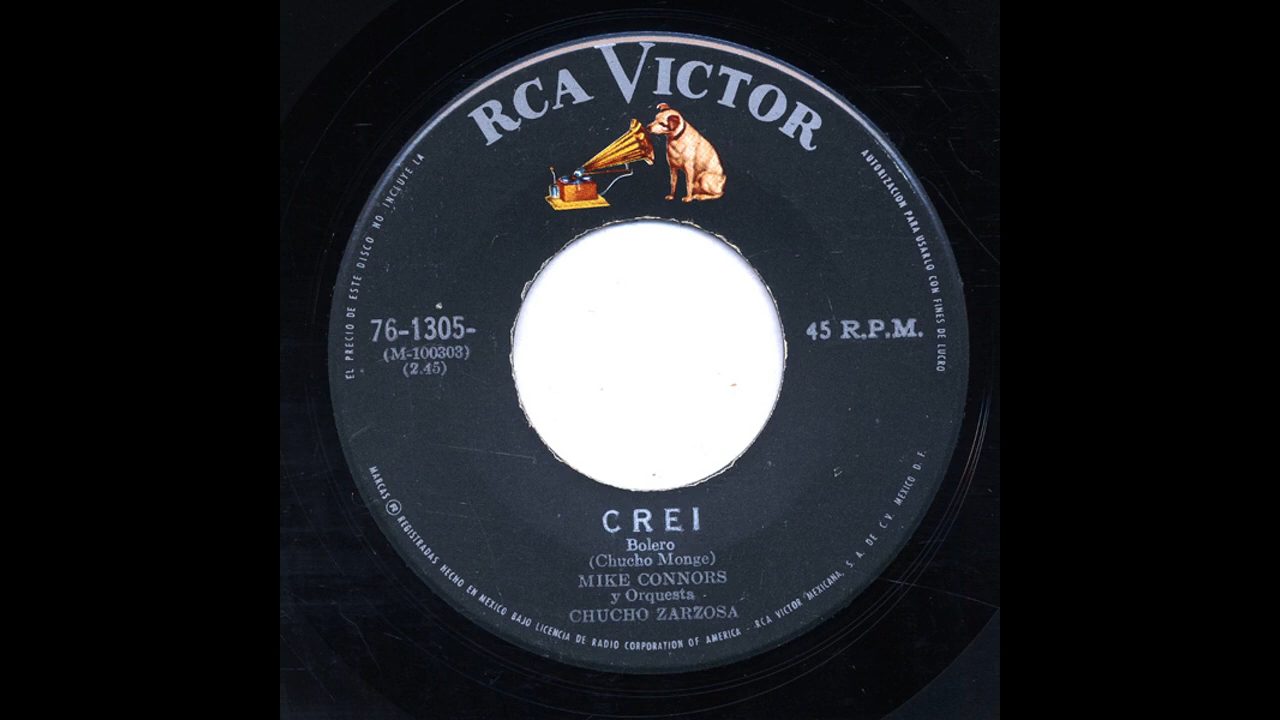 RCA VICTOR
EL PRECIO DE ESTE DISCO NO INCLUYE LA
AUTORIZACION PARA USARLO CON FINES DE LUCRO
76-1305-
(M-100303)
(2.45)
45 R.P.M.
CREI
Bolero
(Chucho Monge)
MIKE CONNORS
y Orquesta
CHUCHO ZARZOSA
MARCAS ® REGISTRADAS HECHO EN MEXICO BAJO LICENCIA DE RADIO CORPORATION OF AMERICA - RCA VICTOR MEXICANA, S. A. DE C. V. MEXICO D. F.